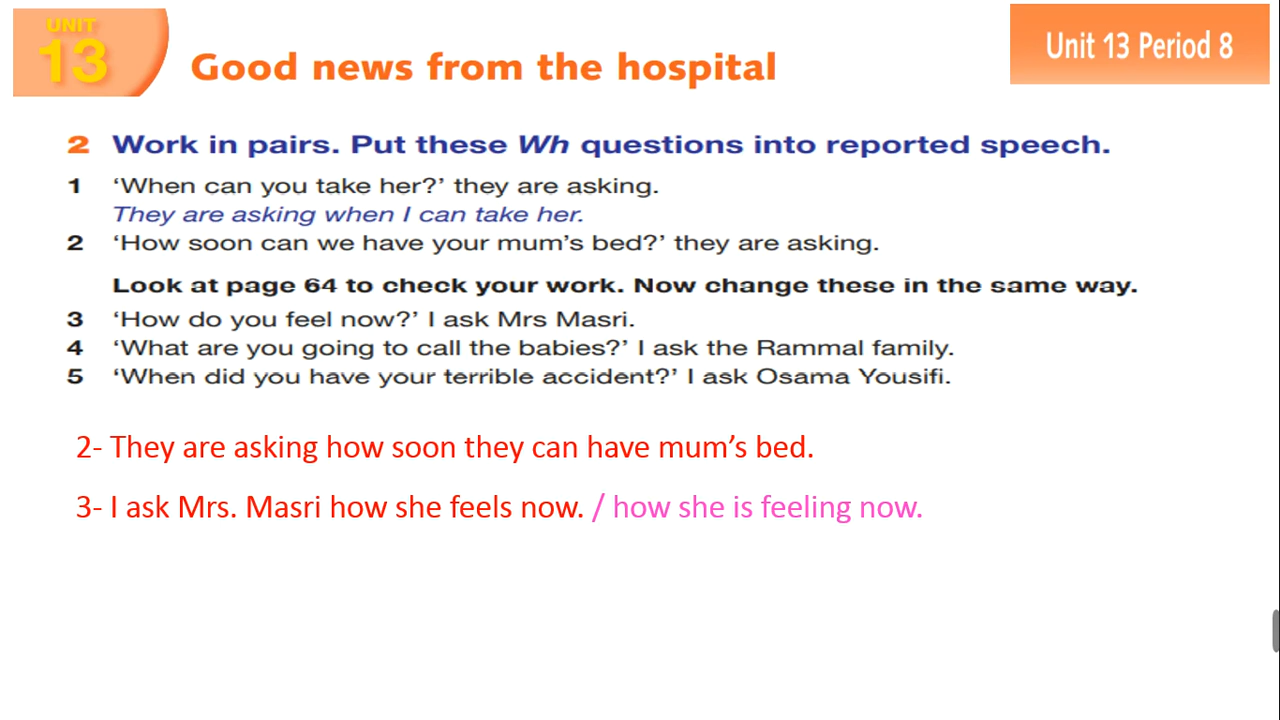 UNIT
13
Good news from the hospital
Unit 13 Period 8
2 Work in pairs. Put these Wh questions into reported speech.
1 ‘When can you take her?’ they are asking.
They are asking when I can take her.
2 ‘How soon can we have your mum’s bed?’ they are asking.
Look at page 64 to check your work. Now change these in the same way.
3 ‘How do you feel now?’ I ask Mrs Masri.
4 ‘What are you going to call the babies?’ I ask the Rammal family.
5 ‘When did you have your terrible accident?’ I ask Osama Yousifi.
2- They are asking how soon they can have mum’s bed.
3- I ask Mrs. Masri how she feels now. / how she is feeling now.